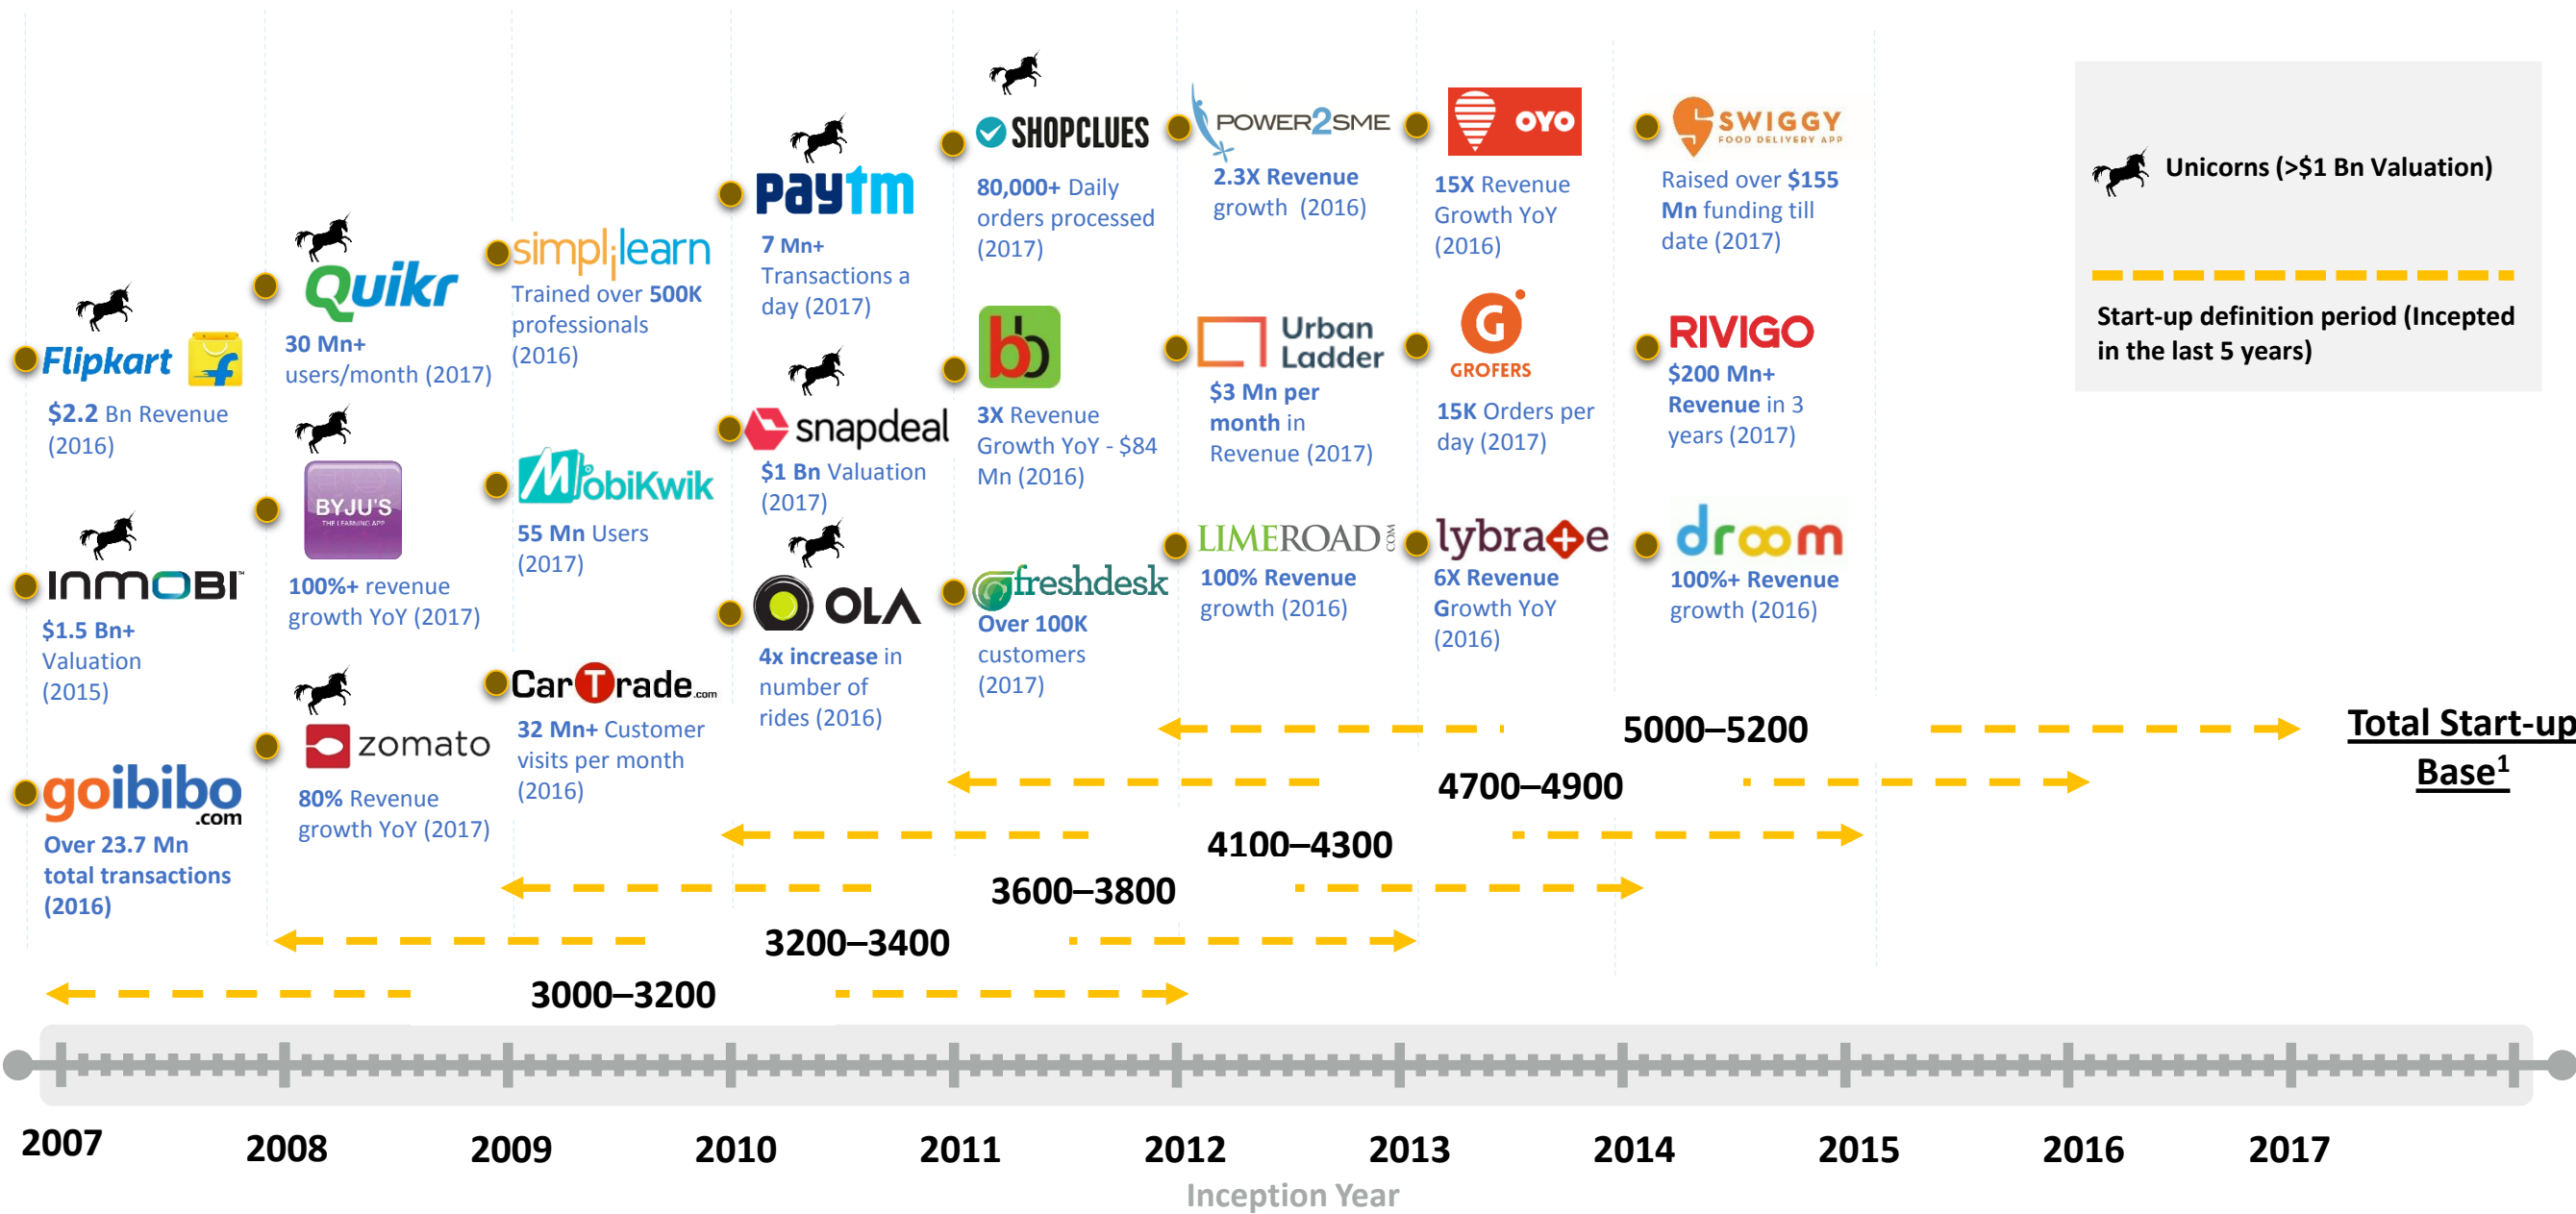 Flipkart
$2.2 Bn Revenue
(2016)
INMOBI
$1.5 Bn+
Valuation
(2015)
goibibo
.com
Over 23.7 Mn
total transactions
(2016)
Quikr
30 Mn+
users/month (2017)
BYJU'S
THE LEARNING APP
100%+ revenue
growth YoY (2017)
zomato
80% Revenue
growth YoY (2017)
simplilearn
Trained over 500K
professionals
(2016)
MobiKwik
55 Mn Users
(2017)
CarTrade.com
32 Mn+ Customer
visits per month
(2016)
paytm
7 Mn+
Transactions a
day (2017)
snapdeal
$1 Bn Valuation
(2017)
OLA
4x increase in
number of
rides (2016)
SHOPCLUES
80,000+ Daily
orders processed
(2017)
bb
3X Revenue
Growth YoY - $84
Mn (2016)
freshdesk
Over 100K
customers
(2017)
POWER2SME
2.3X Revenue
growth (2016)
Urban
Ladder
$3 Mn per
month in
Revenue (2017)
LIMEROAD.COM
100% Revenue
growth (2016)
OYO
15X Revenue
Growth YoY
(2016)
G
GROFERS
15K Orders per
day (2017)
lybrate
6X Revenue
Growth YoY
(2016)
SWIGGY
FOOD DELIVERY APP
Raised over $155
Mn funding till
date (2017)
RIVIGO
$200 Mn+
Revenue in 3
years (2017)
droom
100%+ Revenue
growth (2016)
Unicorns (>$1 Bn Valuation)
Start-up definition period (Incepted
in the last 5 years)
5000–5200
Total Start-up
Base¹
4700–4900
4100–4300
3600–3800
3200–3400
3000–3200
2007 2008 2009 2010 2011 2012 2013 2014 2015 2016 2017
Inception Year